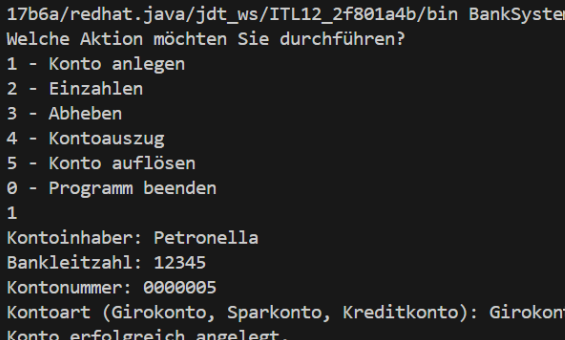 17b6a/redhat.java/jdt_ws/ITL12_2f801a4b/bin BankSystem
Welche Aktion möchten Sie durchführen?
1 - Konto anlegen
2 - Einzahlen
3 - Abheben
4 - Kontoauszug
5 - Konto auflösen
0 - Programm beenden
1
Kontoinhaber: Petronella
Bankleitzahl: 12345
Kontonummer: 0000005
Kontoart (Girokonto, Sparkonto, Kreditkonto): Girokont
Konto erfolgreich angelegt.